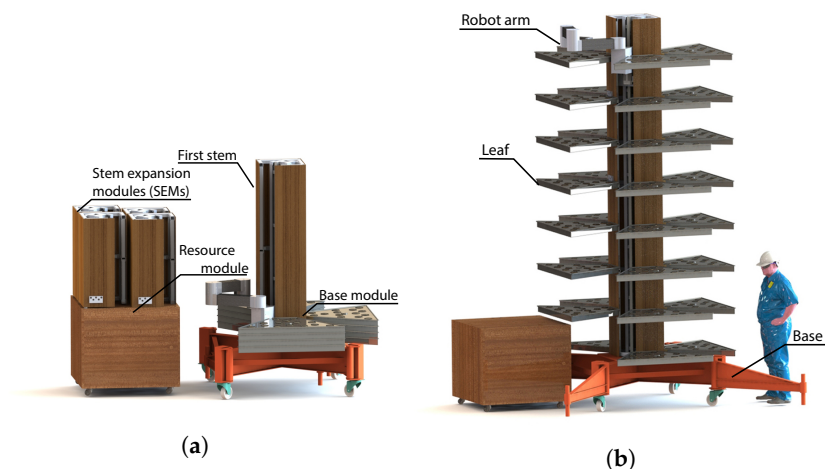 First stem
Stem expansion
modules (SEMs)
Resource
module
Base module
(a)
Robot arm
Leaf
Base
(b)